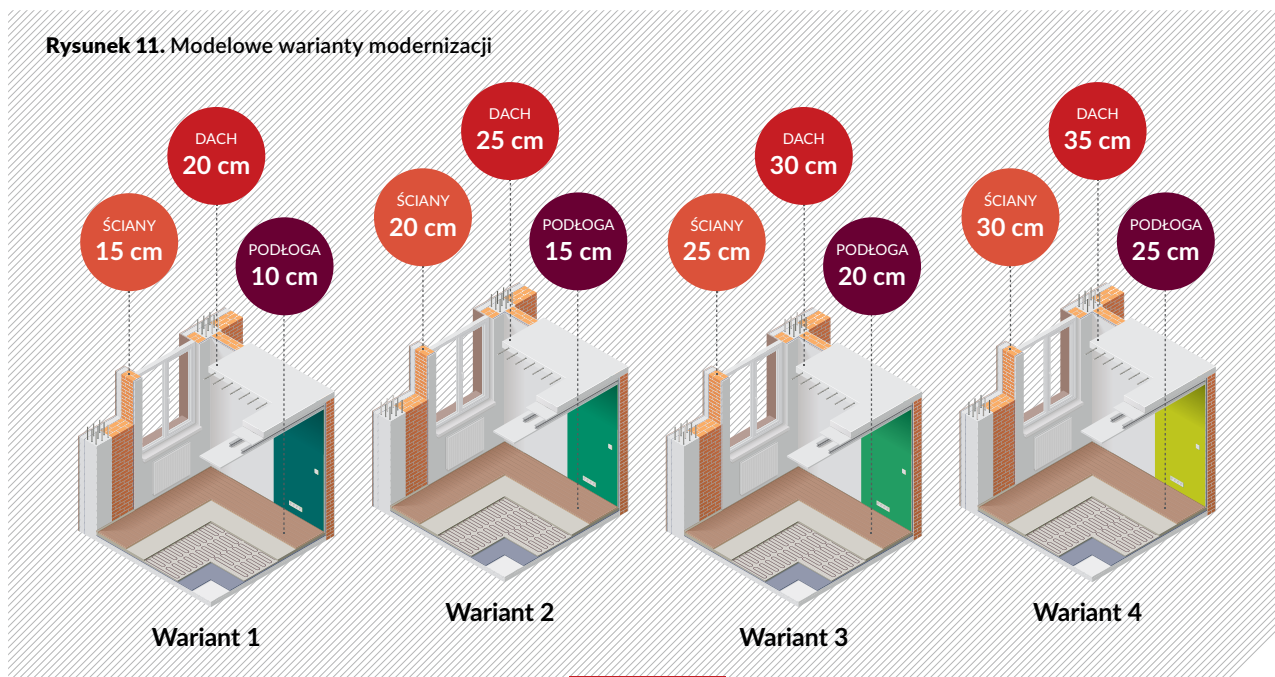 Rysunek 11. Modelowe warianty modernizacji
DACH
20 cm
ŚCIANY
15 cm
PODŁOGA
10 cm
Wariant 1
DACH
25 cm
ŚCIANY
20 cm
PODŁOGA
15 cm
Wariant 2
DACH
30 cm
ŚCIANY
25 cm
PODŁOGA
20 cm
Wariant 3
DACH
35 cm
ŚCIANY
30 cm
PODŁOGA
25 cm
Wariant 4